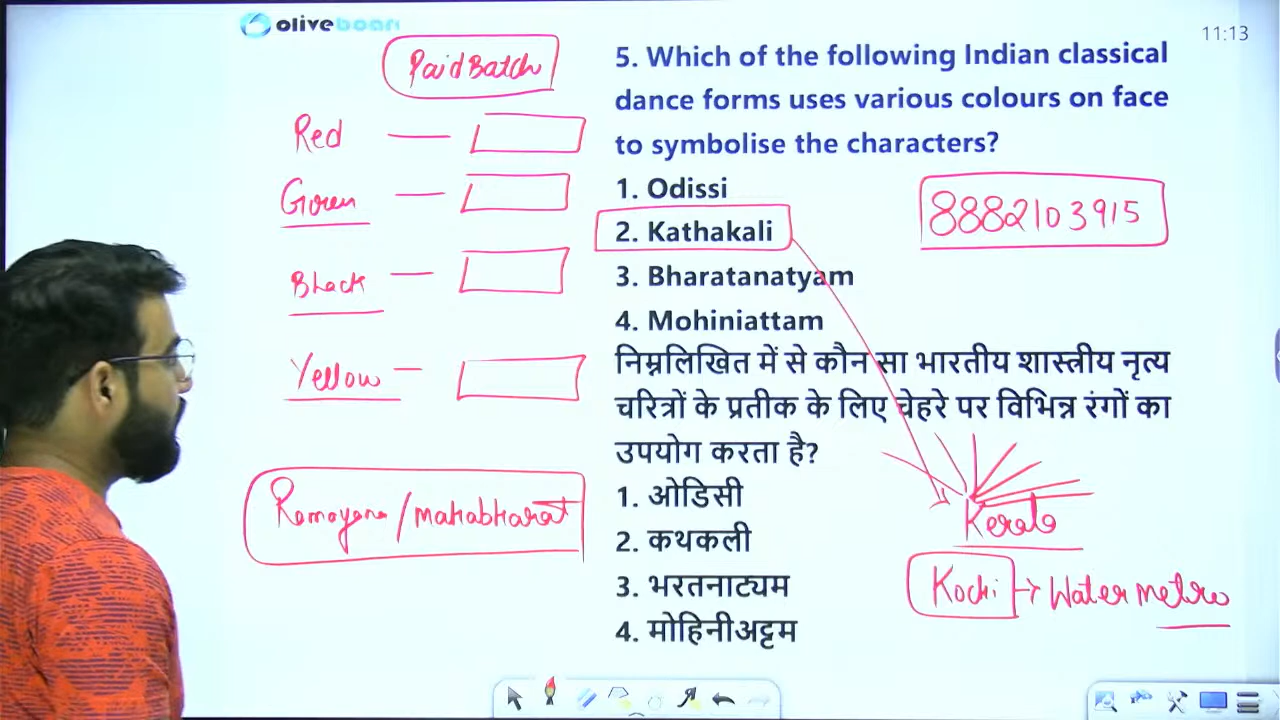 oliveboard
11:13
Paid Batch
Red
Green
Black
Yellow
Ramayana/mahabharat
5. Which of the following Indian classical
dance forms uses various colours on face
to symbolise the characters?
1. Odissi
2. Kathakali
3. Bharatanatyam
4. Mohiniattam
8882103915
निम्नलिखित में से कौन सा भारतीय शास्त्रीय नृत्य
चरित्रों के प्रतीक के लिए चेहरे पर विभिन्न रंगों का
उपयोग करता है?
1. ओडिसी
2. कथकली
3. भरतनाट्यम
4. मोहिनीअट्टम
Kerala
Kochi → Water metro